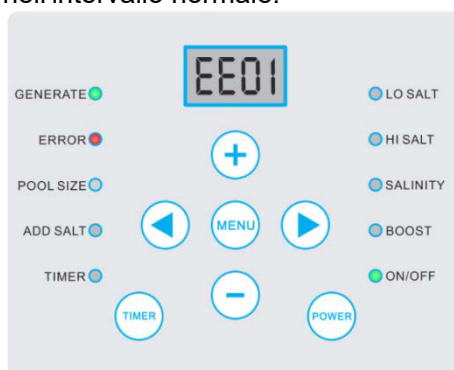 nell'intervallo normale.
EE01
GENERATE
LO SALT
ERROR
HI SALT
POOL SIZE
SALINITY
ADD SALT
MENU
BOOST
TIMER
ON/OFF
TIMER
POWER